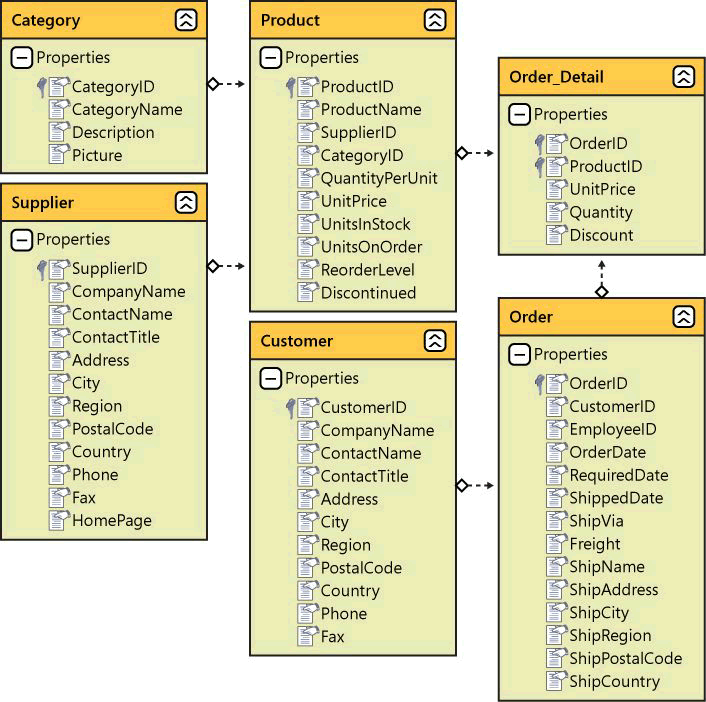 Category
Properties
CategoryID
CategoryName
Description
Picture
Supplier
Properties
SupplierID
CompanyName
ContactName
ContactTitle
Address
City
Region
PostalCode
Country
Phone
Fax
HomePage
Product
Properties
ProductID
ProductName
SupplierID
CategoryID
QuantityPerUnit
UnitPrice
UnitsInStock
UnitsOnOrder
ReorderLevel
Discontinued
Customer
Properties
CustomerID
CompanyName
ContactName
ContactTitle
Address
City
Region
PostalCode
Country
Phone
Fax
Order_Detail
Properties
OrderID
ProductID
UnitPrice
Quantity
Discount
Order
Properties
OrderID
CustomerID
EmployeeID
OrderDate
RequiredDate
ShippedDate
ShipVia
Freight
ShipName
ShipAddress
ShipCity
ShipRegion
ShipPostalCode
ShipCountry